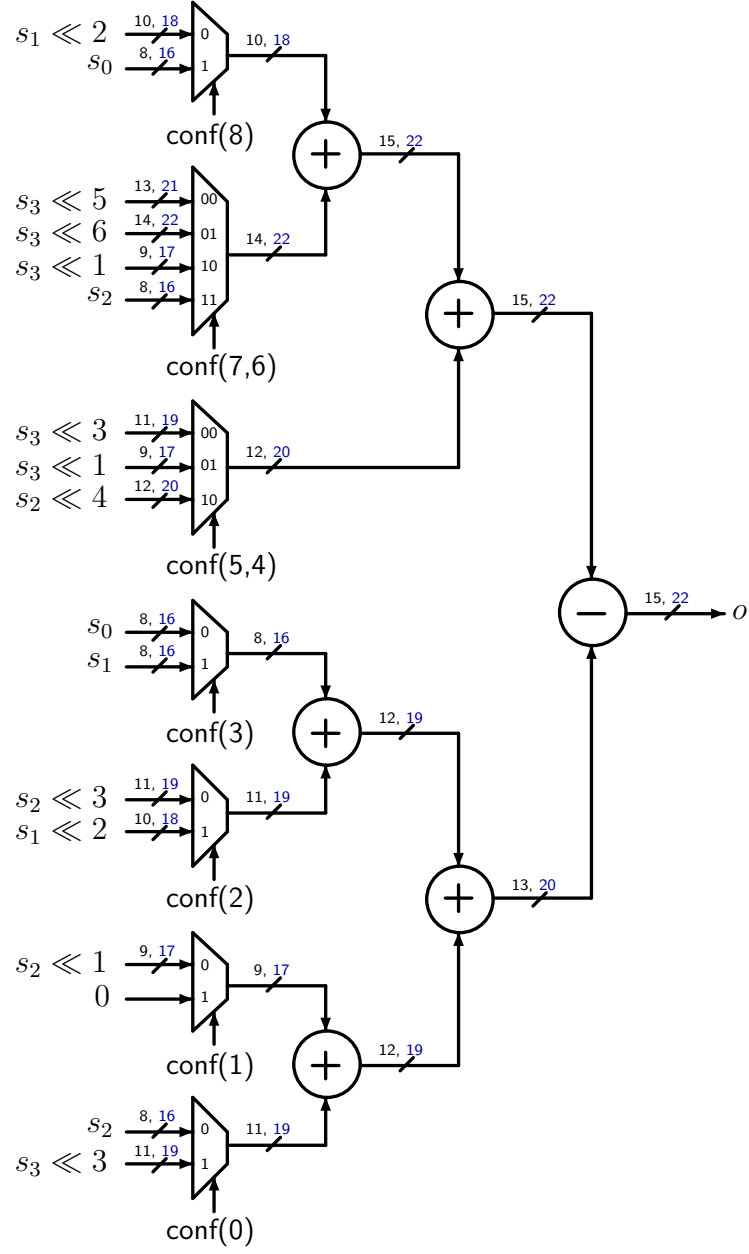 s₁ ≪ 2 10, 18 0 10, 18
s₀ 8, 16 1
conf(8)
+ 15, 22
s₃ ≪ 5 13, 21 00
s₃ ≪ 6 14, 22 01 14, 22
s₃ ≪ 1 9, 17 10
s₂ 8, 16 11
+ 15, 22
conf(7,6)
s₃ ≪ 3 11, 19 00
s₃ ≪ 1 9, 17 01 12, 20
s₂ ≪ 4 12, 20 10
conf(5,4)
− 15, 22 o
s₀ 8, 16 0 8, 16
s₁ 8, 16 1
conf(3)
+ 12, 19
s₂ ≪ 3 11, 19 0 11, 19
s₁ ≪ 2 10, 18 1
conf(2)
+ 13, 20
s₂ ≪ 1 9, 17 0 9, 17
0 1
conf(1)
+ 12, 19
s₂ 8, 16 0 11, 19
s₃ ≪ 3 11, 19 1
conf(0)